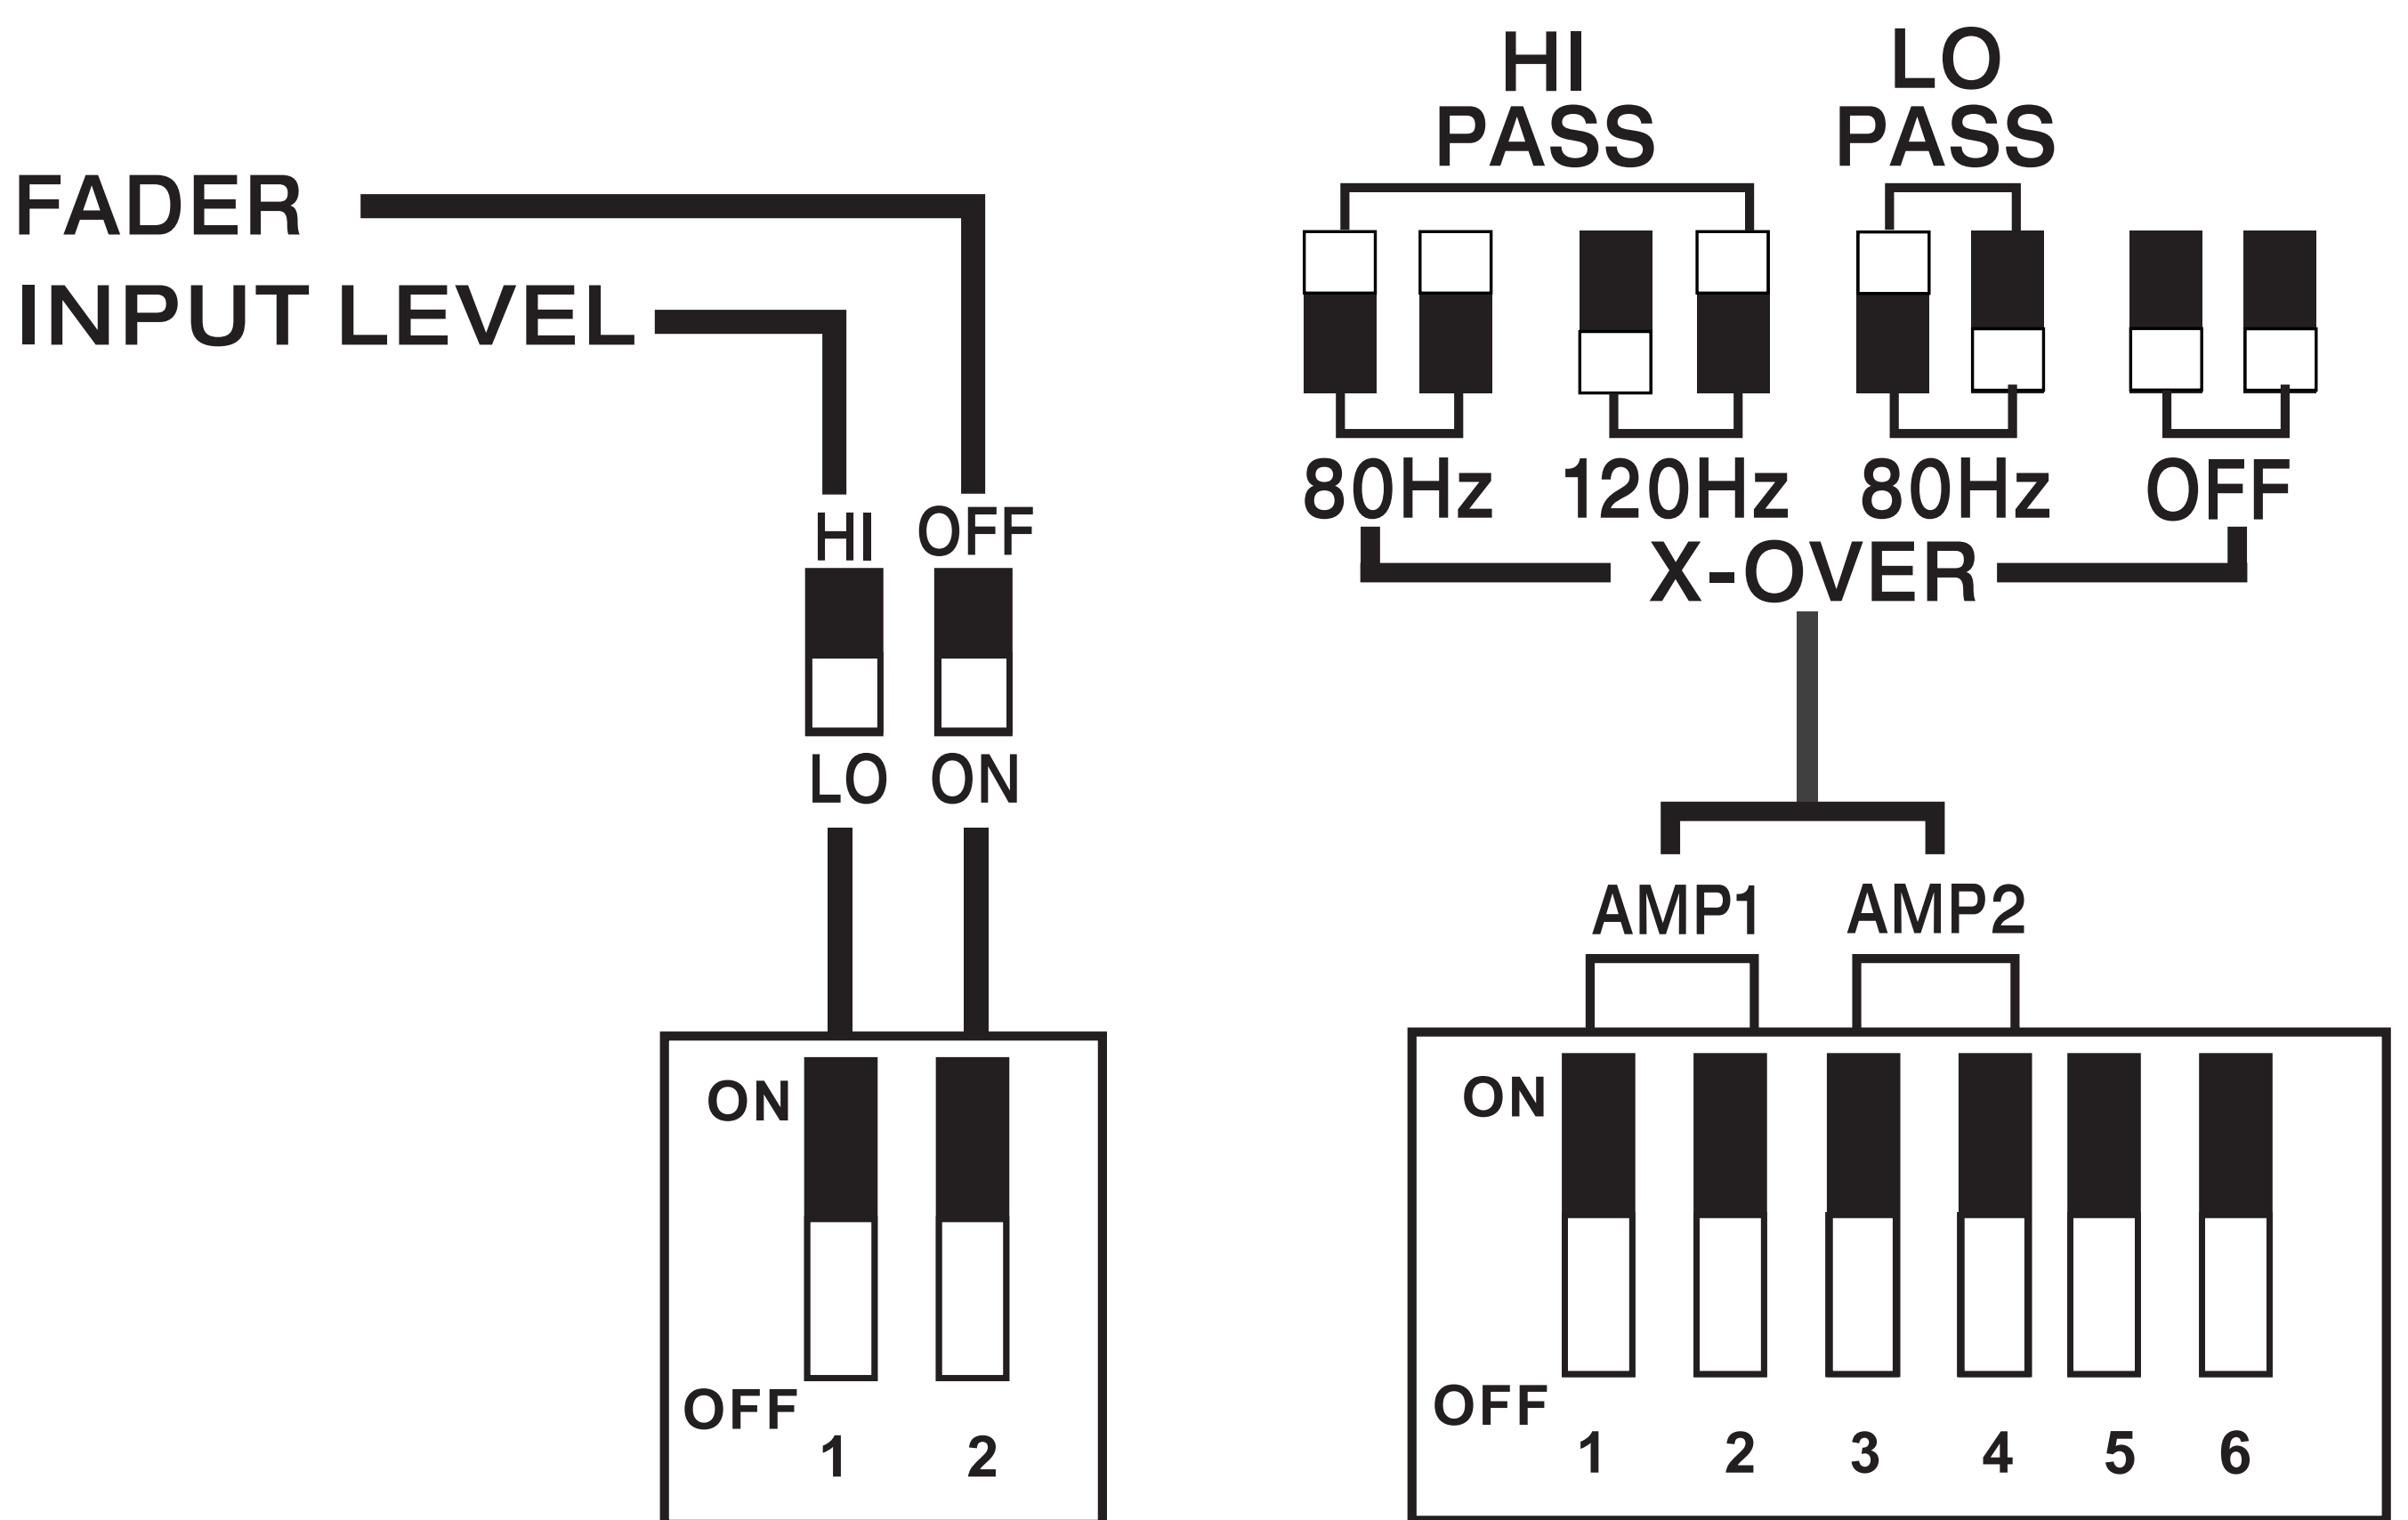 FADER
INPUT LEVEL
HI OFF
LO ON
ON
OFF
1 2
HI
PASS
LO
PASS
80Hz 120Hz 80Hz OFF
X-OVER
AMP1 AMP2
ON
OFF
1 2 3 4 5 6